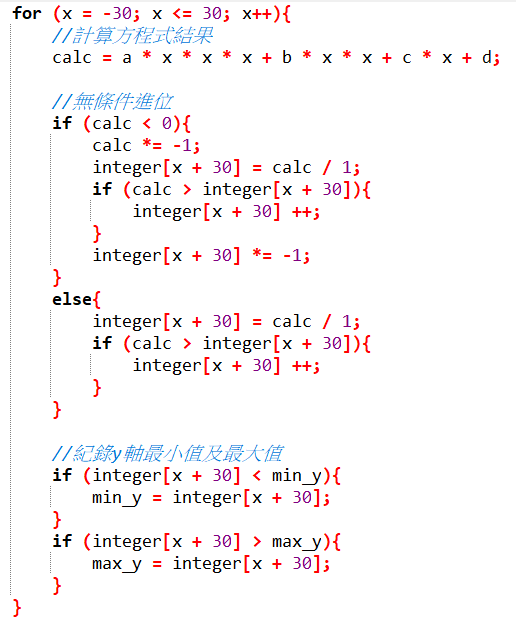 for (x = -30; x <= 30; x++){
    //計算方程式結果
    calc = a * x * x * x + b * x * x + c * x + d;

    //無條件進位
    if (calc < 0){
        calc *= -1;
        integer[x + 30] = calc / 1;
        if (calc > integer[x + 30]){
            integer[x + 30] ++;
        }
        integer[x + 30] *= -1;
    }
    else{
        integer[x + 30] = calc / 1;
        if (calc > integer[x + 30]){
            integer[x + 30] ++;
        }
    }

    //紀錄y軸最小值及最大值
    if (integer[x + 30] < min_y){
        min_y = integer[x + 30];
    }
    if (integer[x + 30] > max_y){
        max_y = integer[x + 30];
    }
}